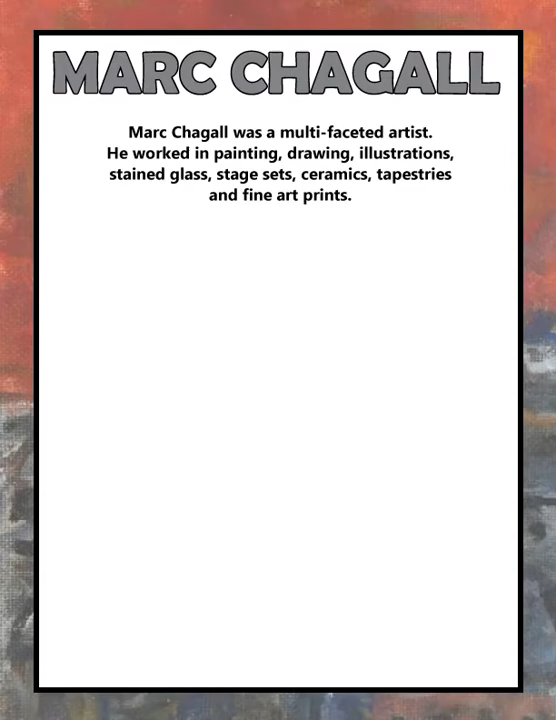 MARC CHAGALL
Marc Chagall was a multi-faceted artist.
He worked in painting, drawing, illustrations,
stained glass, stage sets, ceramics, tapestries
and fine art prints.